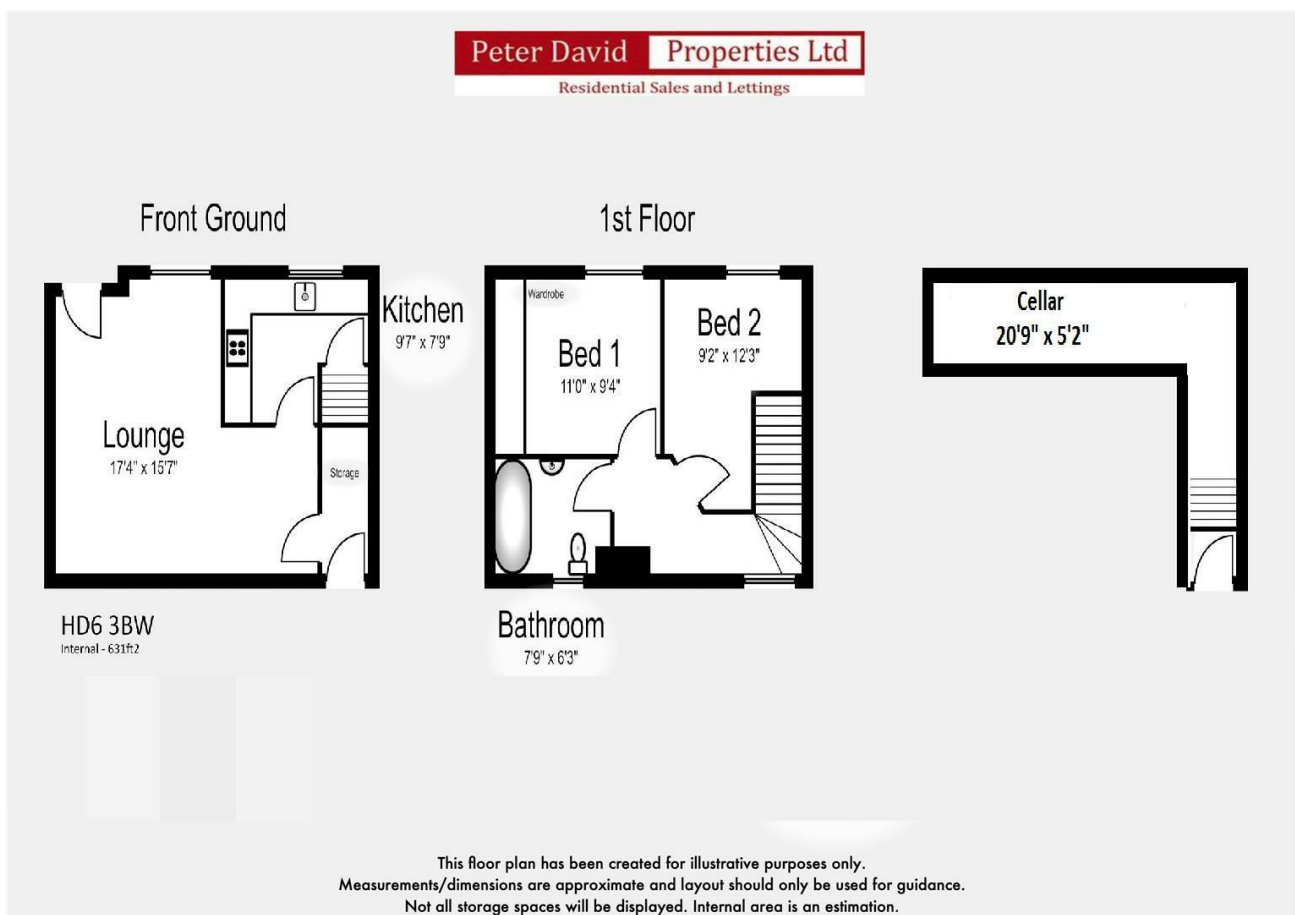 Peter David Properties Ltd
Residential Sales and Lettings
Front Ground
1st Floor
Kitchen
9'7" x 7'9"
Lounge
17'4" x 15'7"
Storage
HD6 3BW
Internal - 631ft2
Wardrobe
Bed 1
11'0" x 9'4"
Bed 2
9'2" x 12'3"
Bathroom
7'9" x 6'3"
Cellar
20'9" x 5'2"
This floor plan has been created for illustrative purposes only.
Measurements/dimensions are approximate and layout should only be used for guidance.
Not all storage spaces will be displayed. Internal area is an estimation.